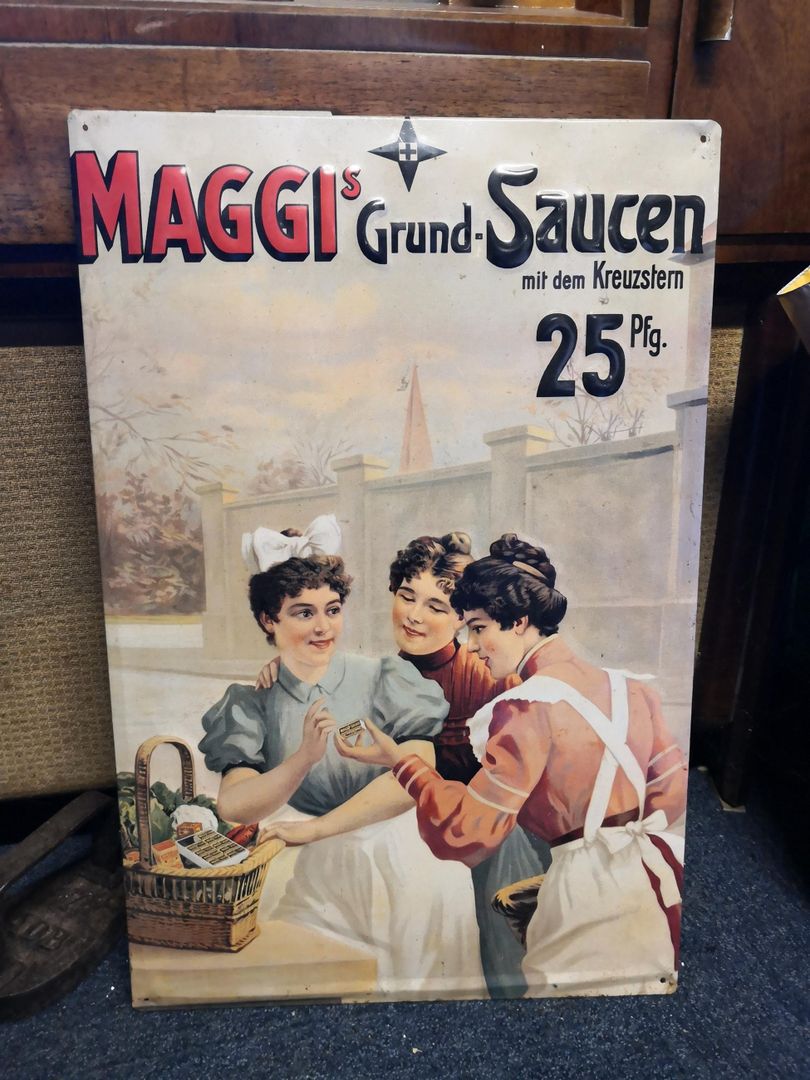 MAGGI's Grund-Saucen
mit dem Kreuzstern
25 Pfg.